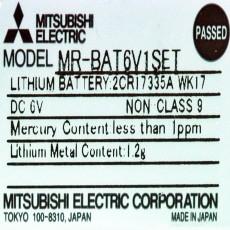 MITSUBISHI
ELECTRIC
PASSED
MODEL MR-BAT6V1SET
LITHIUM BATTERY:2CR17335A WK17
DC 6V NON CLASS 9
Mercury Content less than 1ppm
Lithium Metal Content:1.2g
MITSUBISHI ELECTRIC CORPORATION
TOKYO 100-8310, JAPAN MADE IN JAPAN